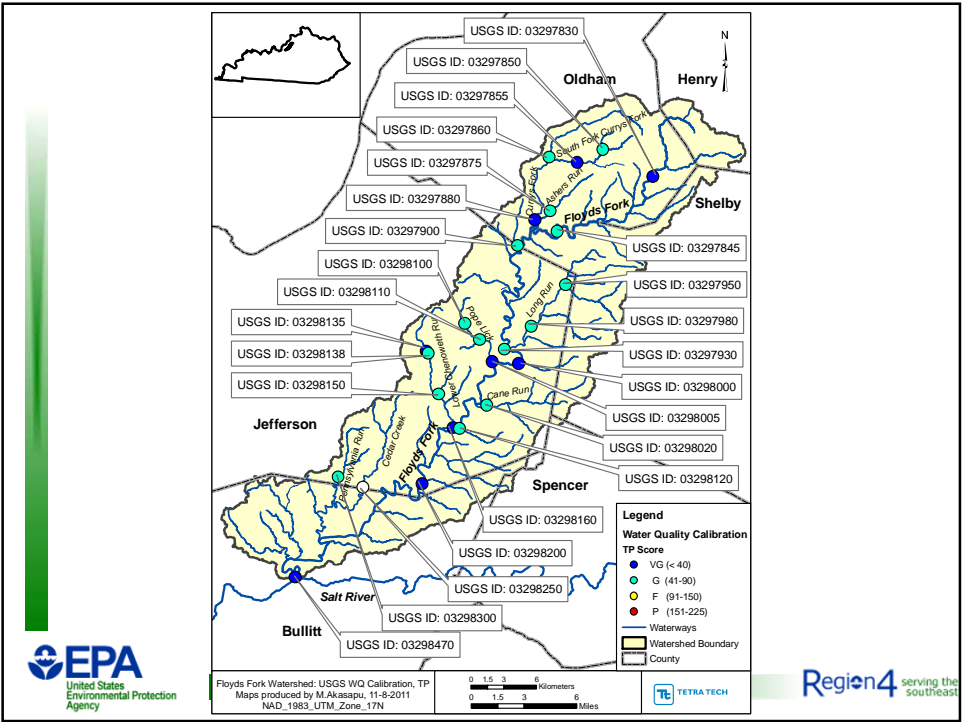 USGS ID: 03297830
N
USGS ID: 03297850
Oldham
Henry
USGS ID: 03297855
USGS ID: 03297860
South Fork Currys Fork
USGS ID: 03297875
Ashers Run
Currys Fork
USGS ID: 03297880
Floyds Fork
Shelby
USGS ID: 03297900
USGS ID: 03297845
USGS ID: 03298100
USGS ID: 03297950
USGS ID: 03298110
Long Run
USGS ID: 03297980
Pope Lick
USGS ID: 03298135
Lower Chenoweth Run
USGS ID: 03298138
USGS ID: 03297930
USGS ID: 03298000
USGS ID: 03298150
Cane Run
USGS ID: 03298005
Jefferson
USGS ID: 03298020
Pennsylvania Run
Cedar Creek
Floyds Fork
USGS ID: 03298120
Spencer
USGS ID: 03298160
USGS ID: 03298200
USGS ID: 03298250
Salt River
USGS ID: 03298300
Bullitt
USGS ID: 03298470
Legend
Water Quality Calibration
TP Score
VG (< 40)
G (41-90)
F (91-150)
P (151-225)
Waterways
Watershed Boundary
County
Floyds Fork Watershed: USGS WQ Calibration, TP
Maps produced by M.Akasapu, 11-8-2011
NAD_1983_UTM_Zone_17N
0 1.5 3 6
Kilometers
0 1.5 3 6
Miles
Tt TETRA TECH
EPA
United States
Environmental Protection
Agency
Region4 serving the
southeast